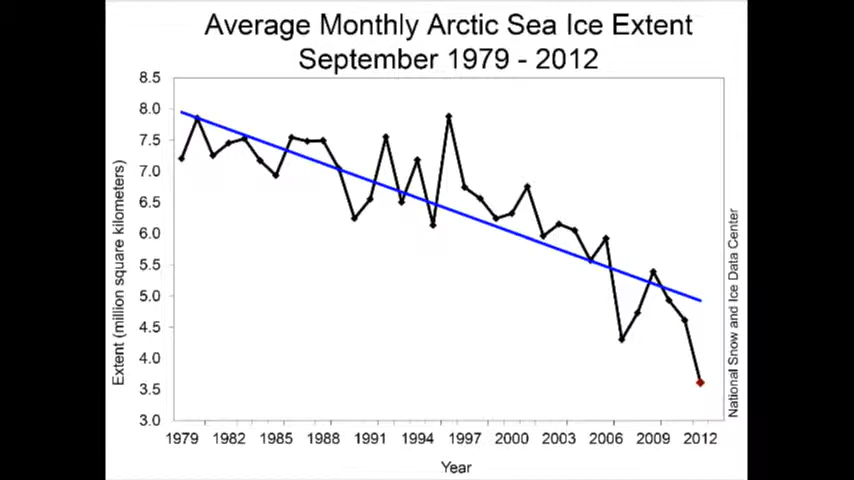 Average Monthly Arctic Sea Ice Extent
September 1979 - 2012
8.5
8.0
7.5
7.0
6.5
6.0
5.5
5.0
4.5
4.0
3.5
3.0
Extent (million square kilometers)
1979 1982 1985 1988 1991 1994 1997 2000 2003 2006 2009 2012
Year
National Snow and Ice Data Center